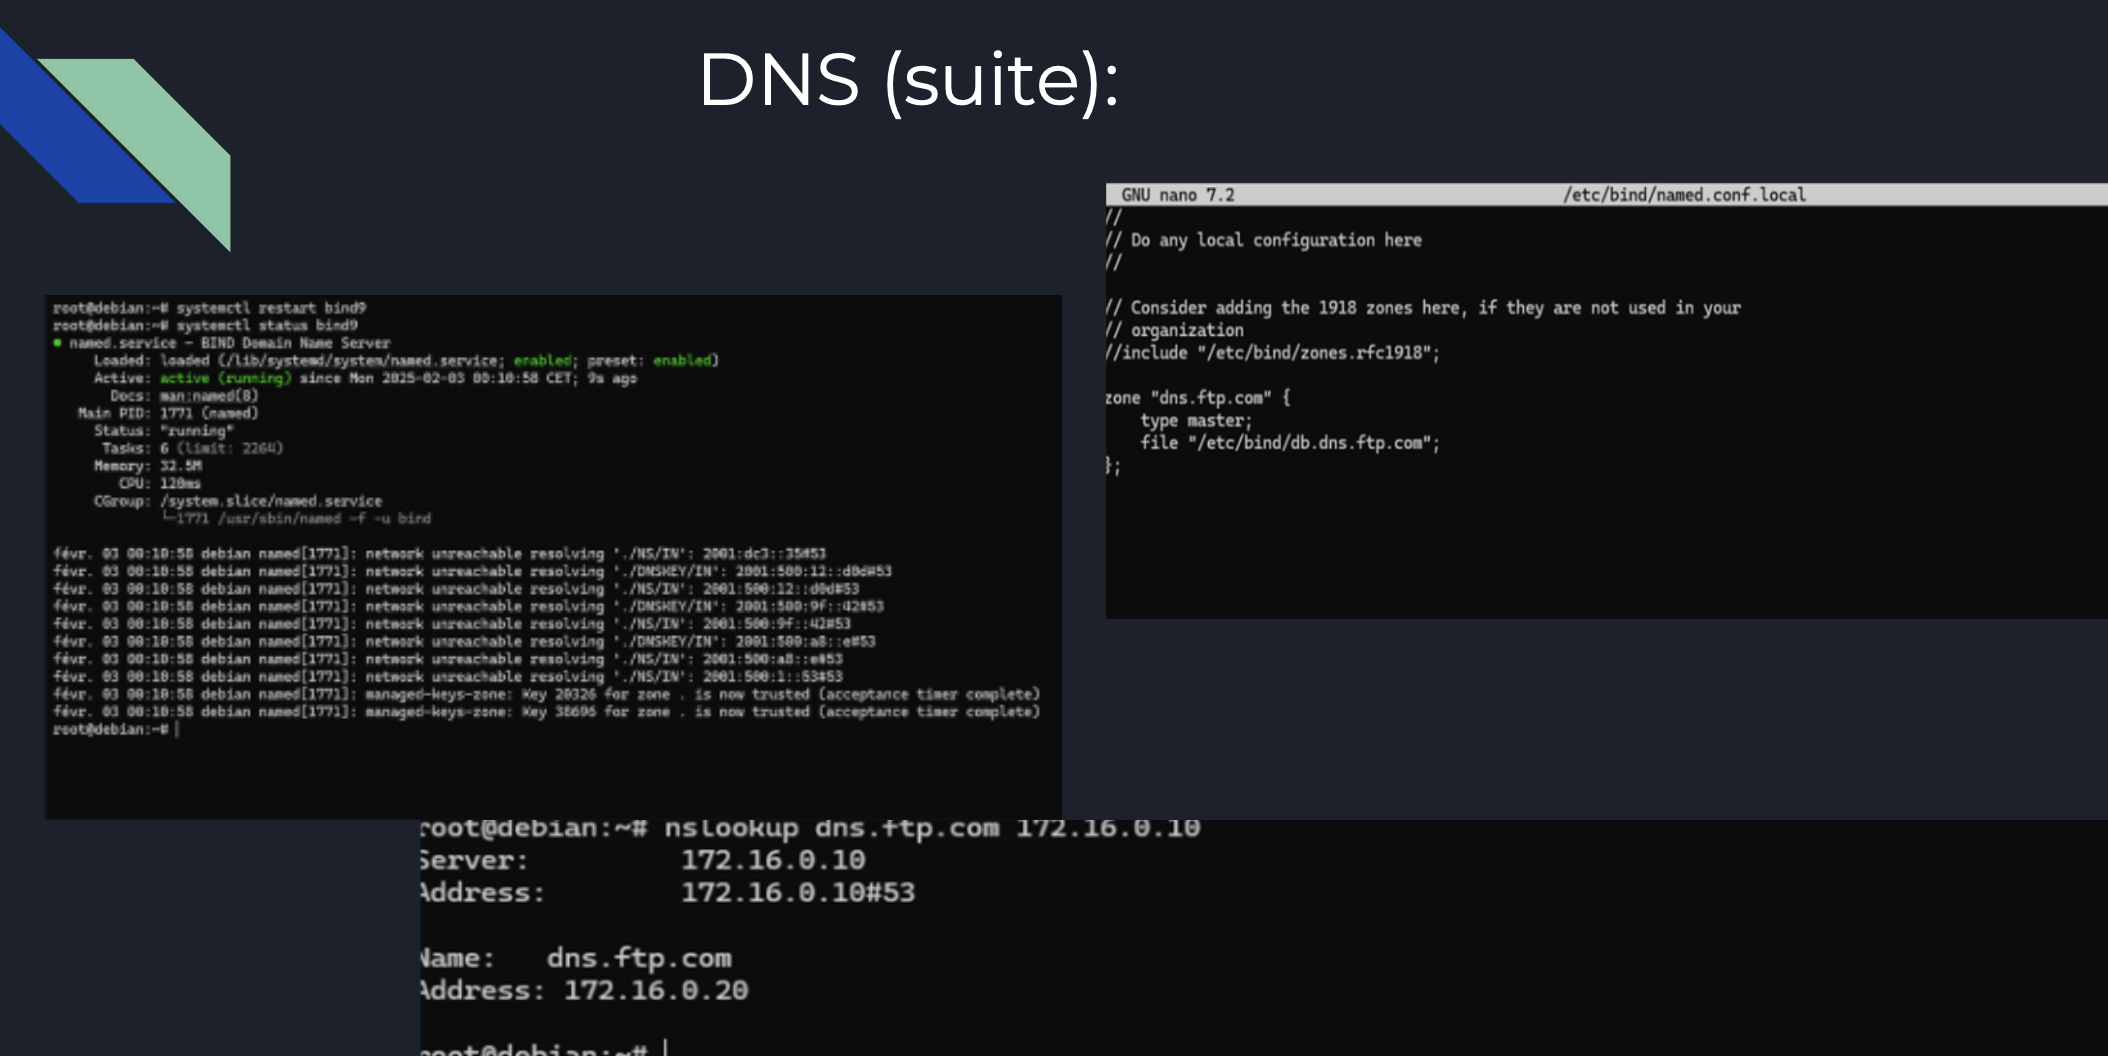 DNS (suite):
root@debian:~# systemctl restart bind9
root@debian:~# systemctl status bind9
● named.service - BIND Domain Name Server
Loaded: loaded (/lib/systemd/system/named.service; enabled; preset: enabled)
Active: active (running) since Mon 2025-02-03 00:10:58 CET; 9s ago
Docs: man:named(8)
Main PID: 1771 (named)
Status: "running"
Tasks: 6 (limit: 2264)
Memory: 32.5M
CPU: 120ms
CGroup: /system.slice/named.service
└─1771 /usr/sbin/named -f -u bind
févr. 03 00:10:58 debian named[1771]: network unreachable resolving './NS/IN': 2001:dc3::35#53
févr. 03 00:10:58 debian named[1771]: network unreachable resolving './DNSKEY/IN': 2001:500:12::d0d#53
févr. 03 00:10:58 debian named[1771]: network unreachable resolving './NS/IN': 2001:500:12::d0d#53
févr. 03 00:10:58 debian named[1771]: network unreachable resolving './DNSKEY/IN': 2001:500:9f::42#53
févr. 03 00:10:58 debian named[1771]: network unreachable resolving './NS/IN': 2001:500:9f::42#53
févr. 03 00:10:58 debian named[1771]: network unreachable resolving './DNSKEY/IN': 2001:500:a8::e#53
févr. 03 00:10:58 debian named[1771]: network unreachable resolving './NS/IN': 2001:500:a8::e#53
févr. 03 00:10:58 debian named[1771]: network unreachable resolving './NS/IN': 2001:500:1::53#53
févr. 03 00:10:58 debian named[1771]: managed-keys-zone: Key 20326 for zone . is now trusted (acceptance timer complete)
févr. 03 00:10:58 debian named[1771]: managed-keys-zone: Key 38696 for zone . is now trusted (acceptance timer complete)
root@debian:~#
GNU nano 7.2 /etc/bind/named.conf.local
//
// Do any local configuration here
//
// Consider adding the 1918 zones here, if they are not used in your
// organization
//include "/etc/bind/zones.rfc1918";
zone "dns.ftp.com" {
type master;
file "/etc/bind/db.dns.ftp.com";
};
root@debian:~# nslookup dns.ftp.com 172.16.0.10
Server: 172.16.0.10
Address: 172.16.0.10#53
Name: dns.ftp.com
Address: 172.16.0.20
root@debian:~#